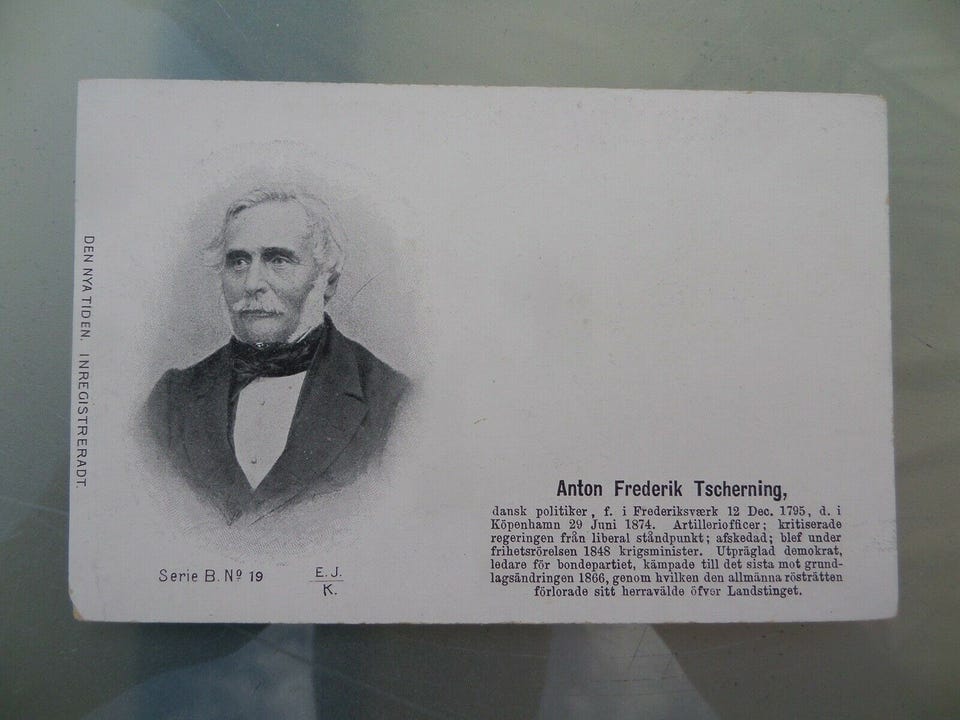 DEN NYA TIDEN. INREGISTRERADT.
Serie B. Nº 19
E. J.
K.
Anton Frederik Tscherning,
dansk politiker, f. i Frederiksværk 12 Dec. 1795, d. i
Köpenhamn 29 Juni 1874. Artilleriofficer; kritiserade
regeringen från liberal ståndpunkt; afskedad; blef under
frihetsrörelsen 1848 krigsminister. Utpräglad demokrat,
ledare för bondepartiet, kämpade till det sista mot grund-
lagsändringen 1866, genom hvilken den allmänna rösträtten
förlorade sitt herravälde öfver Landstinget.